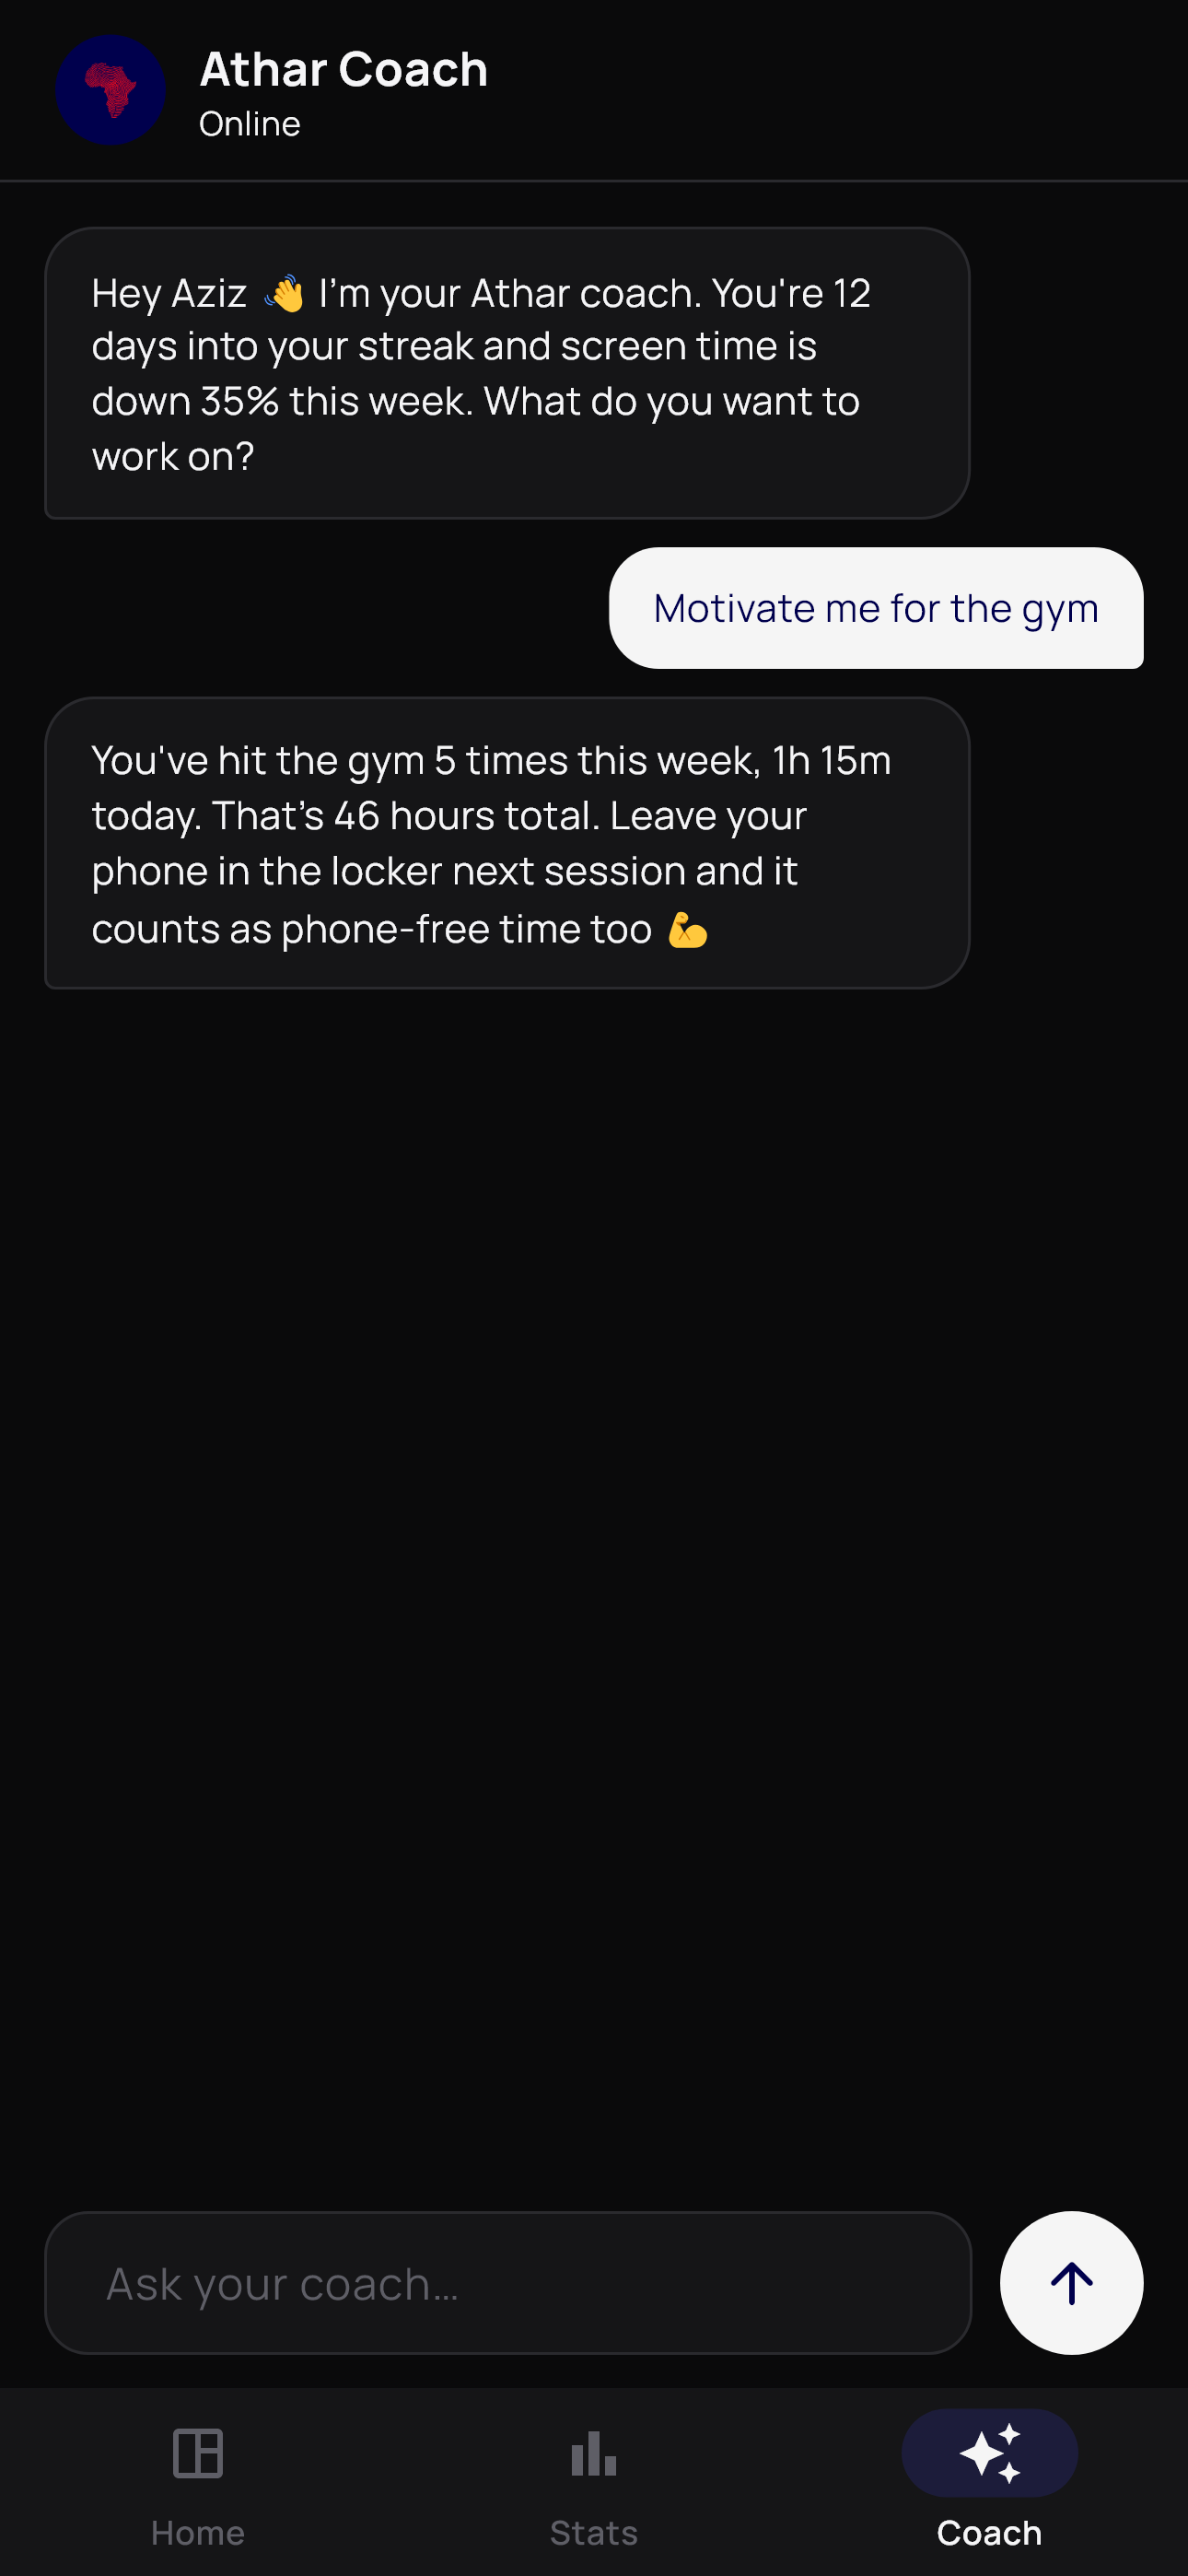 Athar Coach
Online
Hey Aziz 👋 I'm your Athar coach. You're 12
days into your streak and screen time is
down 35% this week. What do you want to
work on?
Motivate me for the gym
You've hit the gym 5 times this week, 1h 15m
today. That’s 46 hours total. Leave your
phone in the locker next session and it
counts as phone-free time too 💪
Ask your coach…
Home
Stats
Coach